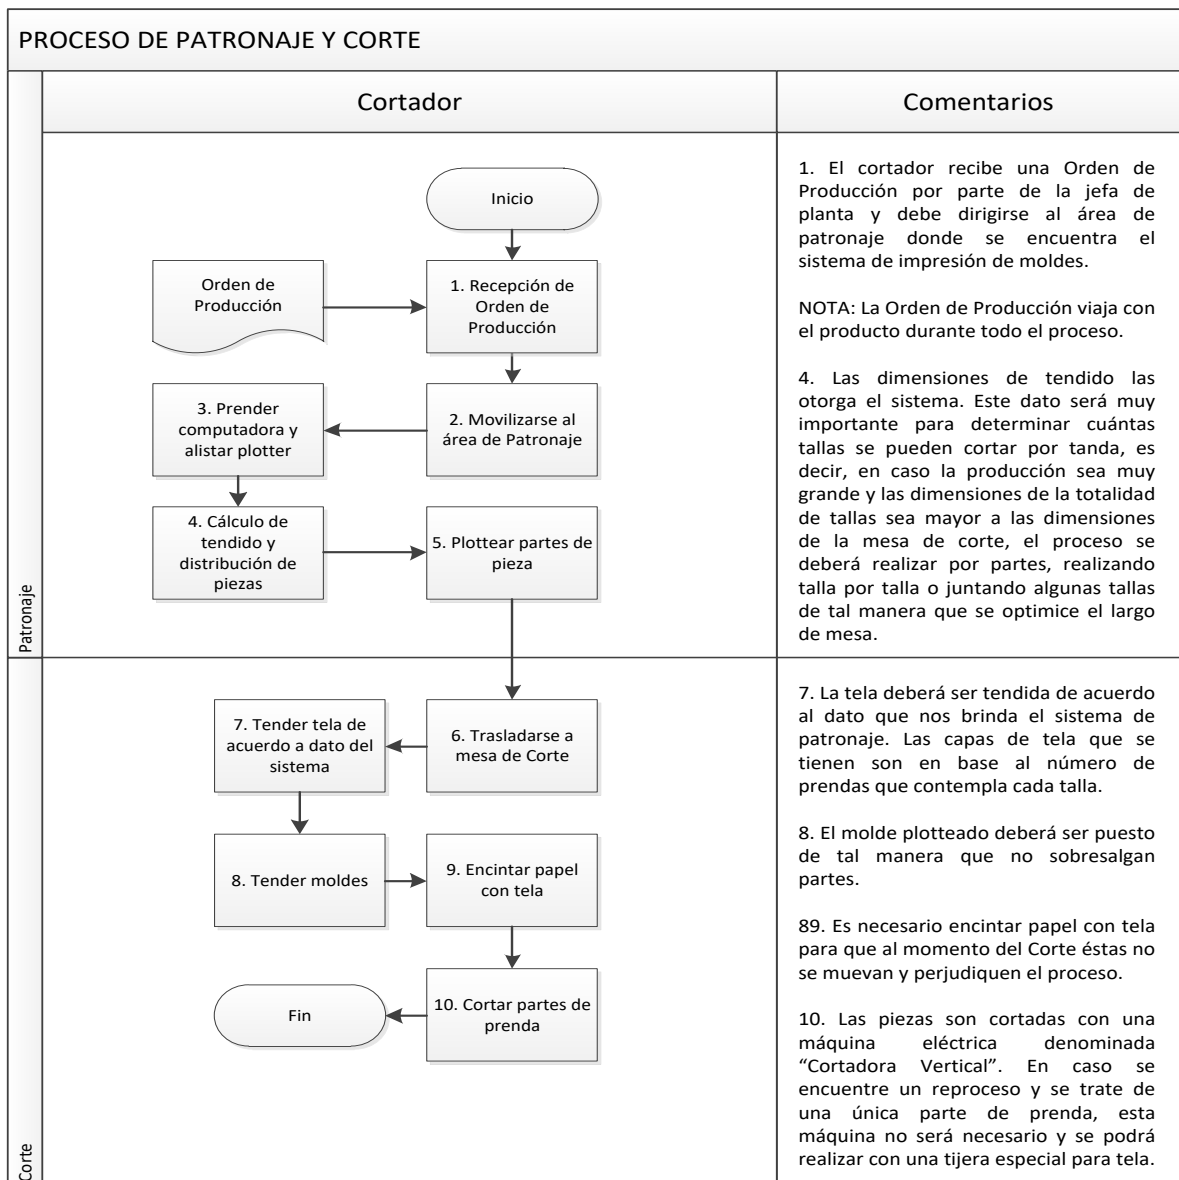 PROCESO DE PATRONAJE Y CORTE
Cortador
Comentarios
Patronaje
Inicio
Orden de
Producción
1. Recepción de
Orden de
Producción
2. Movilizarse al
área de Patronaje
3. Prender
computadora y
alistar plotter
4. Cálculo de
tendido y
distribución de
piezas
5. Plottear partes de
pieza
1. El cortador recibe una Orden de
Producción por parte de la jefa de
planta y debe dirigirse al área de
patronaje donde se encuentra el
sistema de impresión de moldes.
NOTA: La Orden de Producción viaja con
el producto durante todo el proceso.
4. Las dimensiones de tendido las
otorga el sistema. Este dato será muy
importante para determinar cuántas
tallas se pueden cortar por tanda, es
decir, en caso la producción sea muy
grande y las dimensiones de la totalidad
de tallas sea mayor a las dimensiones
de la mesa de corte, el proceso se
deberá realizar por partes, realizando
talla por talla o juntando algunas tallas
de tal manera que se optimice el largo
de mesa.
Corte
6. Trasladarse a
mesa de Corte
7. Tender tela de
acuerdo a dato del
sistema
8. Tender moldes
9. Encintar papel
con tela
10. Cortar partes de
prenda
Fin
7. La tela deberá ser tendida de acuerdo
al dato que nos brinda el sistema de
patronaje. Las capas de tela que se
tienen son en base al número de
prendas que contempla cada talla.
8. El molde plotteado deberá ser puesto
de tal manera que no sobresalgan
partes.
89. Es necesario encintar papel con tela
para que al momento del Corte éstas no
se muevan y perjudiquen el proceso.
10. Las piezas son cortadas con una
máquina eléctrica denominada
“Cortadora Vertical”. En caso se
encuentre un reproceso y se trate de
una única parte de prenda, esta
máquina no será necesario y se podrá
realizar con una tijera especial para tela.